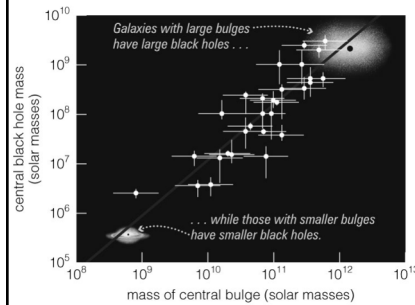 10^10
10^9
10^8
10^7
10^6
10^5
central black hole mass
(solar masses)
Galaxies with large bulges
have large black holes . . .
. . . while those with smaller bulges
have smaller black holes.
10^8
10^9
10^10
10^11
10^12
10^13
mass of central bulge (solar masses)